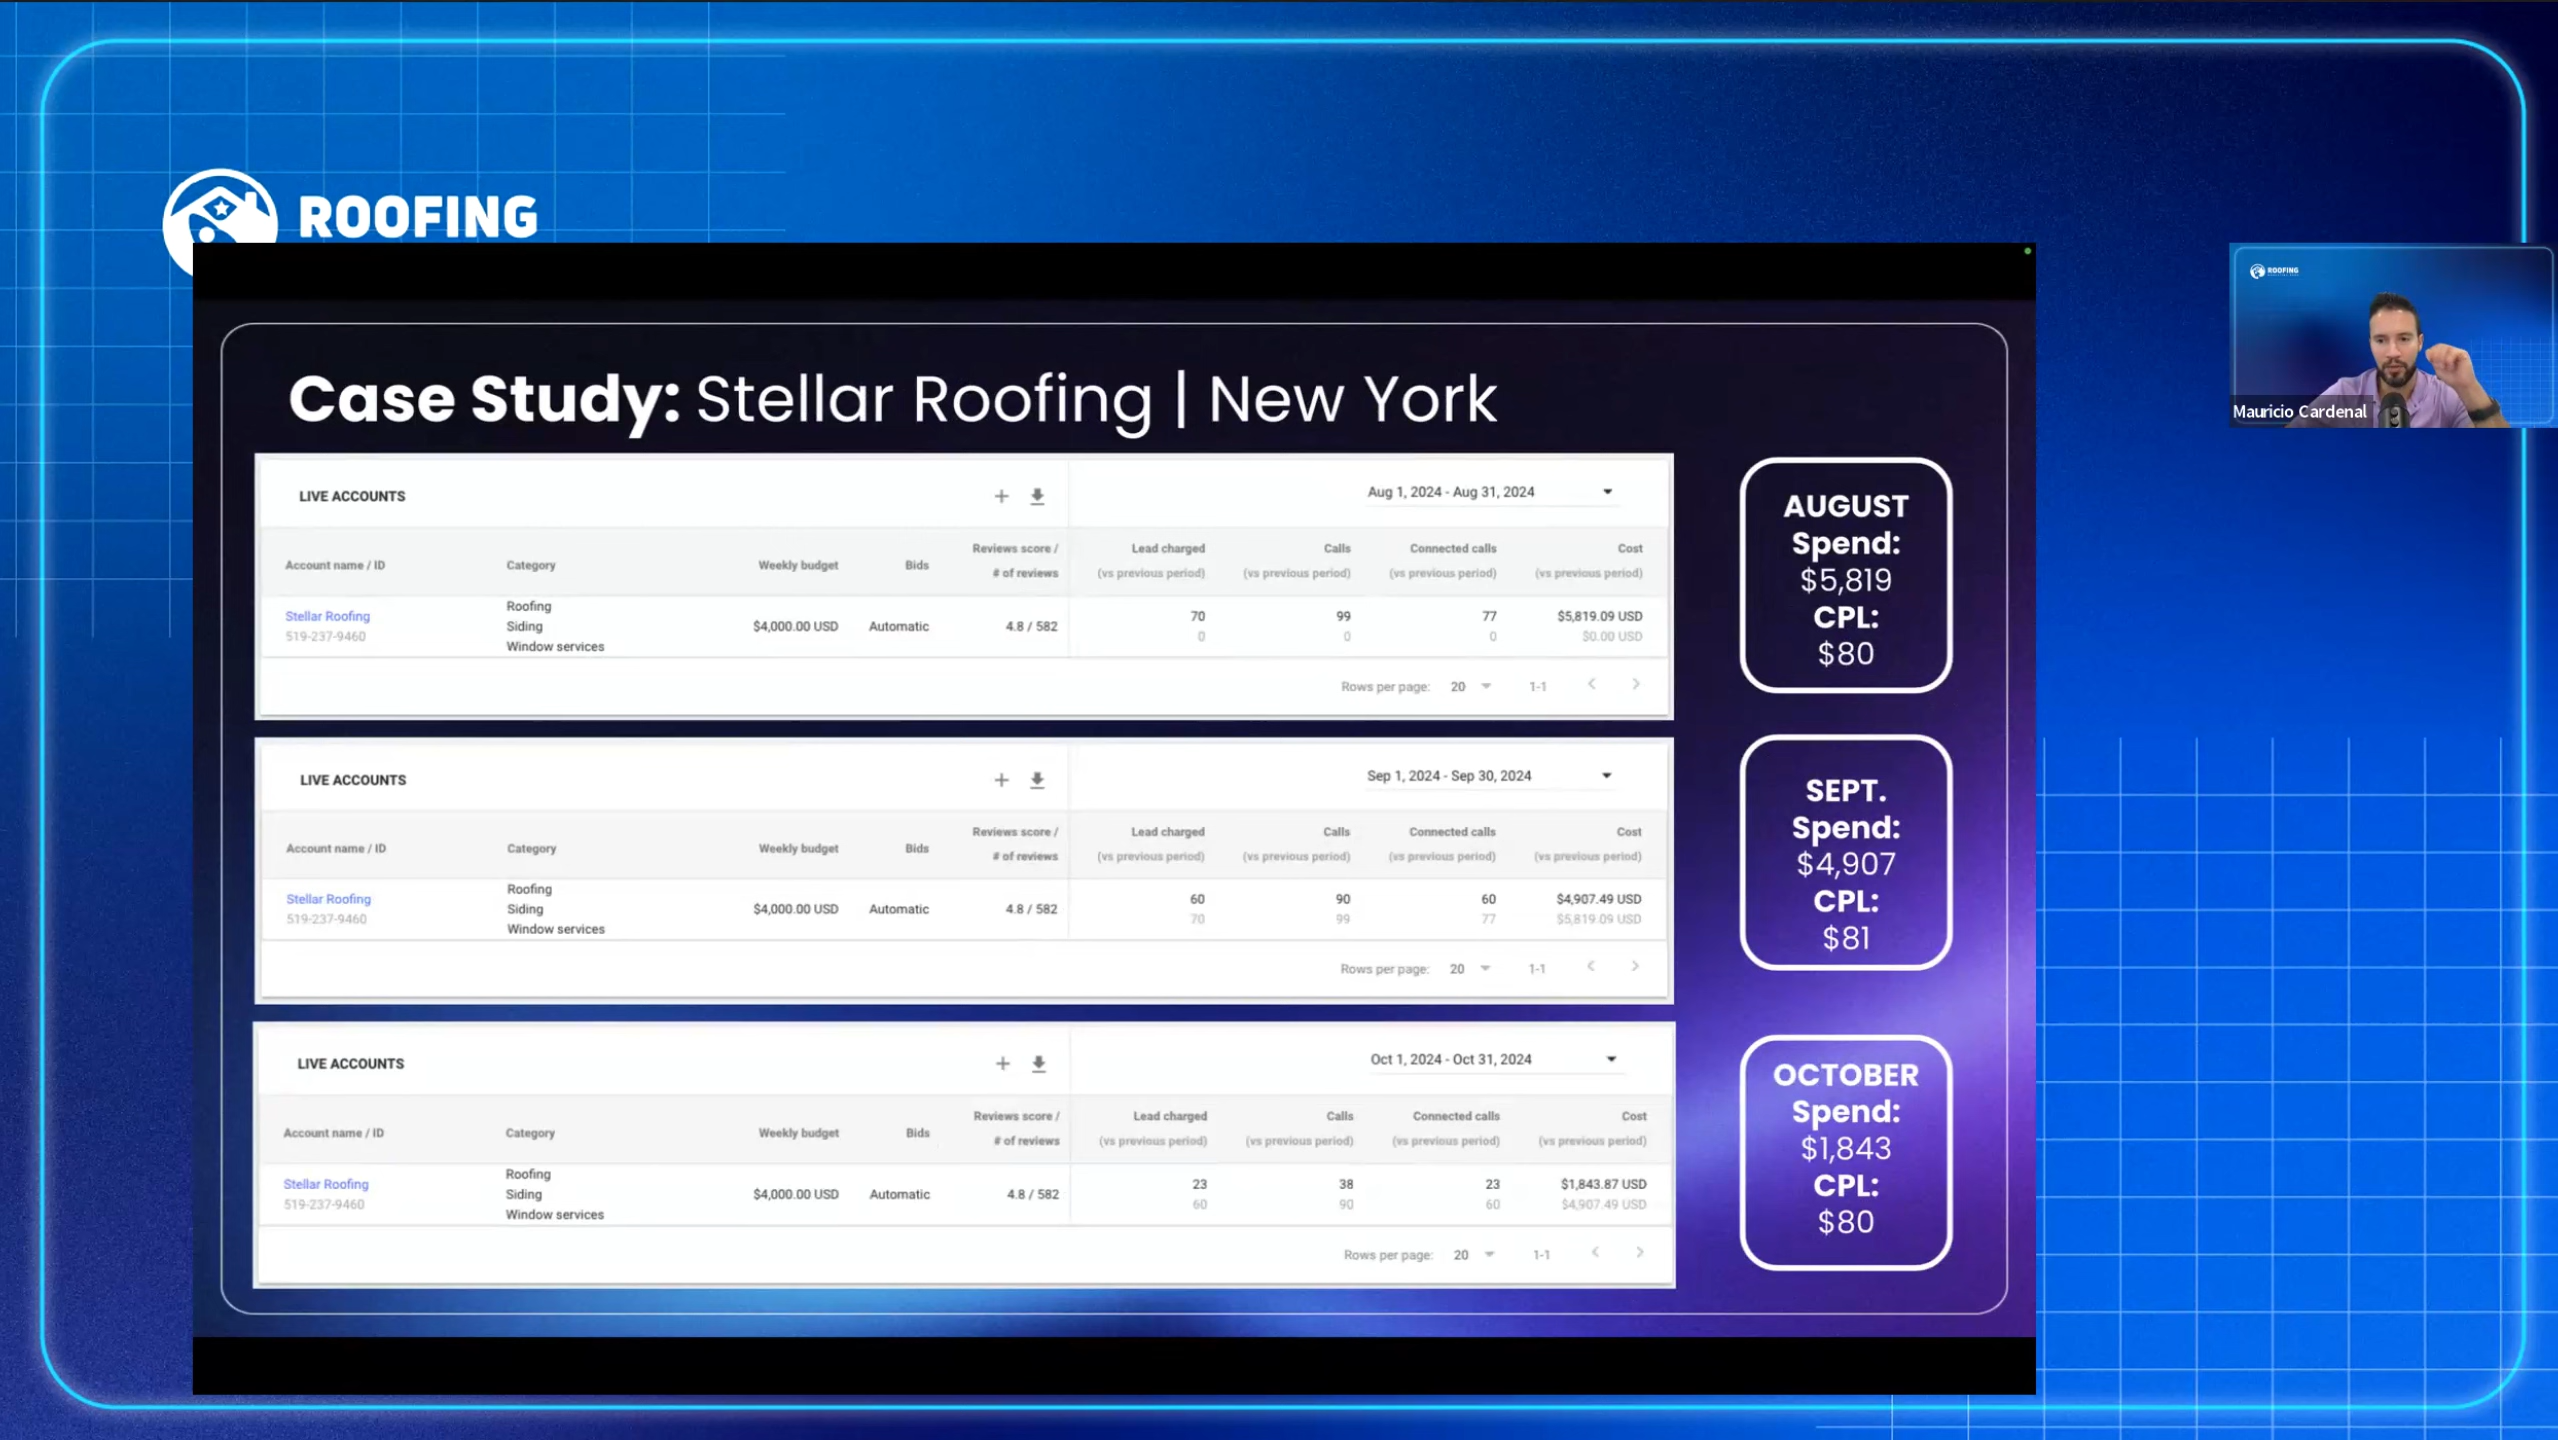 ROOFING
ROOFING
Mauricio Cardenal
Case Study: Stellar Roofing | New York
LIVE ACCOUNTS
Aug 1, 2024 - Aug 31, 2024
Account name / ID Category Weekly budget Bids Reviews score / # of reviews Lead charged (vs previous period) Calls (vs previous period) Connected calls (vs previous period) Cost (vs previous period)
Stellar Roofing
519-237-9460
Roofing
Siding
Window services
$4,000.00 USD Automatic 4.8 / 582
70 99 77 $5,819.09 USD
0 0 0 $0.00 USD
Rows per page: 20 1-1
AUGUST
Spend:
$5,819
CPL:
$80
LIVE ACCOUNTS
Sep 1, 2024 - Sep 30, 2024
Account name / ID Category Weekly budget Bids Reviews score / # of reviews Lead charged (vs previous period) Calls (vs previous period) Connected calls (vs previous period) Cost (vs previous period)
Stellar Roofing
519-237-9460
Roofing
Siding
Window services
$4,000.00 USD Automatic 4.8 / 582
60 90 60 $4,907.49 USD
70 99 77 $5,819.09 USD
Rows per page: 20 1-1
SEPT.
Spend:
$4,907
CPL:
$81
LIVE ACCOUNTS
Oct 1, 2024 - Oct 31, 2024
Account name / ID Category Weekly budget Bids Reviews score / # of reviews Lead charged (vs previous period) Calls (vs previous period) Connected calls (vs previous period) Cost (vs previous period)
Stellar Roofing
519-237-9460
Roofing
Siding
Window services
$4,000.00 USD Automatic 4.8 / 582
23 38 23 $1,843.87 USD
60 90 60 $4,907.49 USD
Rows per page: 20 1-1
OCTOBER
Spend:
$1,843
CPL:
$80